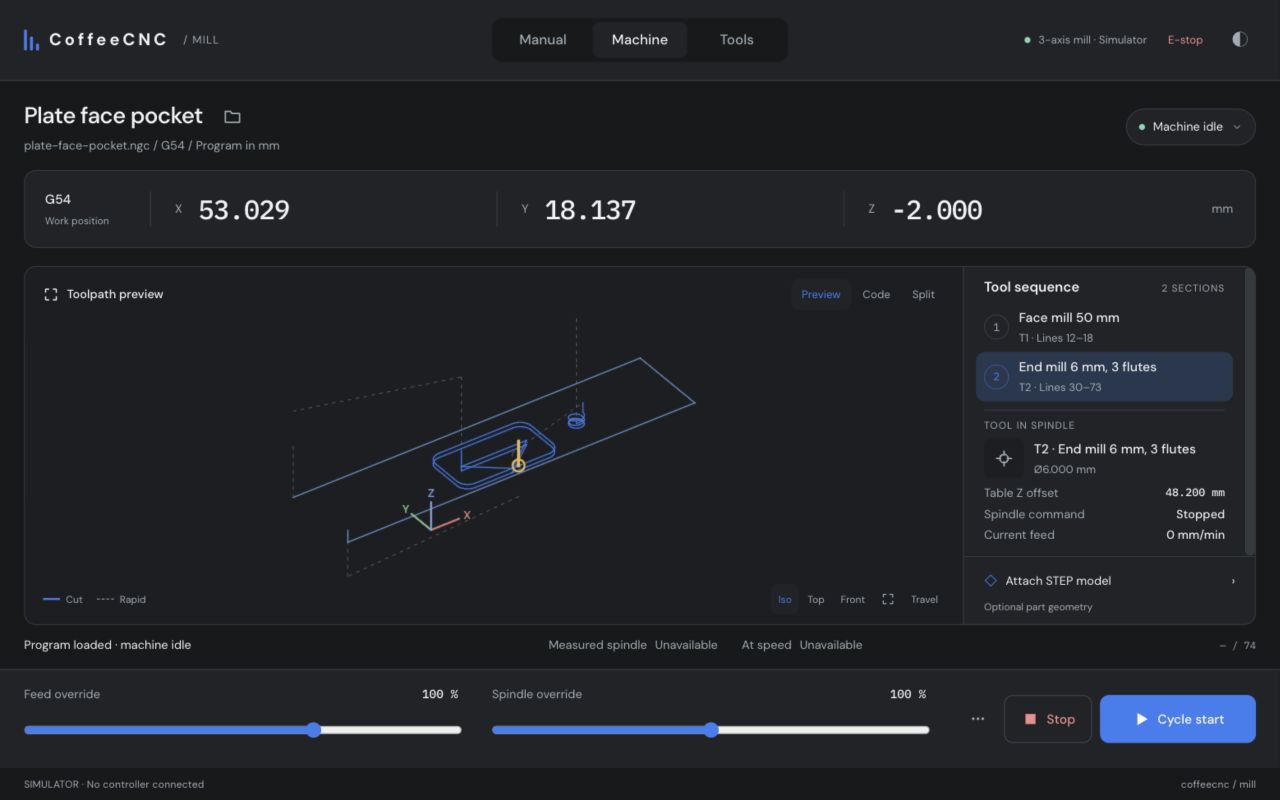 CoffeeCNC / MILL
Manual Machine Tools
3-axis mill · Simulator E-stop
Plate face pocket
plate-face-pocket.ngc / G54 / Program in mm
Machine idle
G54
Work position
X 53.029 Y 18.137 Z -2.000 mm
Toolpath preview
Preview Code Split
Z
Y
X
Cut Rapid
Iso Top Front Travel
Tool sequence 2 SECTIONS
1 Face mill 50 mm
T1 · Lines 12–18
2 End mill 6 mm, 3 flutes
T2 · Lines 30–73
TOOL IN SPINDLE
T2 · End mill 6 mm, 3 flutes
Ø6.000 mm
Table Z offset 48.200 mm
Spindle command Stopped
Current feed 0 mm/min
Attach STEP model ›
Optional part geometry
Program loaded · machine idle
Measured spindle Unavailable At speed Unavailable
– / 74
Feed override 100 %
Spindle override 100 %
··· Stop Cycle start
SIMULATOR · No controller connected
coffeecnc / mill